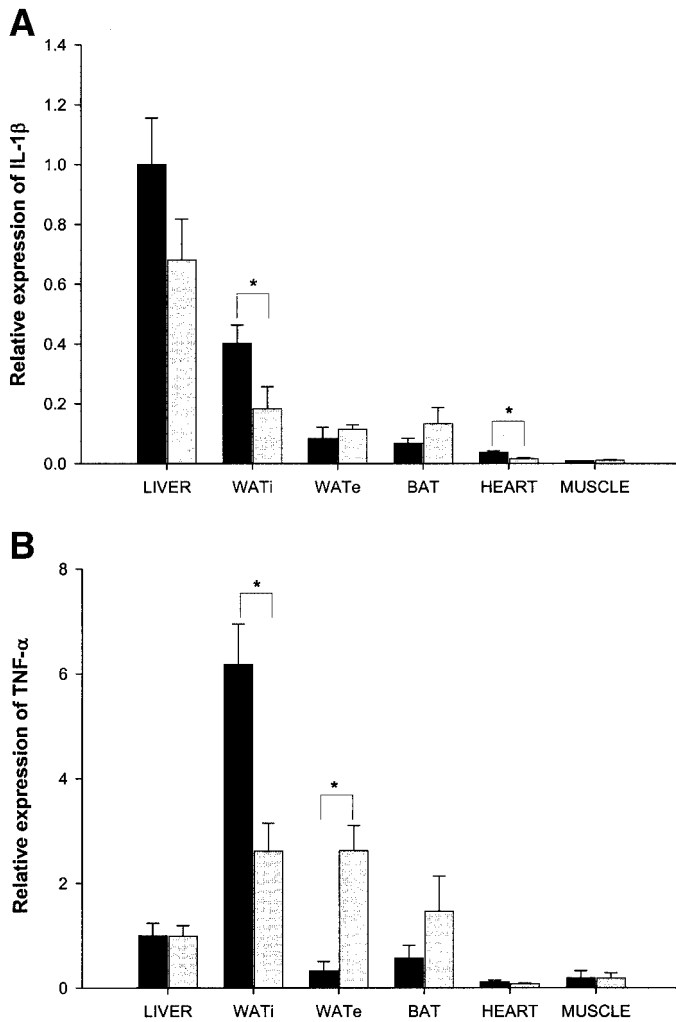 A
Relative expression of IL-1β
1.4
1.2
1.0
0.8
0.6
0.4
0.2
0.0
*
*
LIVER WATi WATe BAT HEART MUSCLE
B
Relative expression of TNF-α
8
6
4
2
0
*
*
LIVER WATi WATe BAT HEART MUSCLE